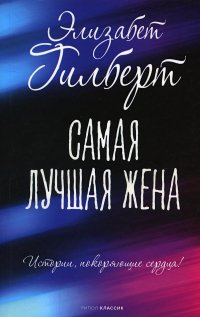 Элизабет
Гилберт
САМАЯ
ЛУЧШАЯ ЖЕНА
Истории, покоряющие сердца!
РИПОЛ КЛАССИК